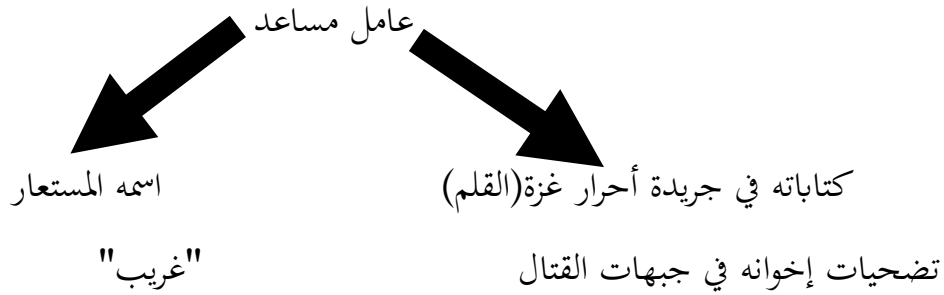 عامل مساعد
كتاباته في جريدة أحرار غزة(القلم) اسمه المستعار
تضحيات إخوانه في جبهات القتال "غريب"